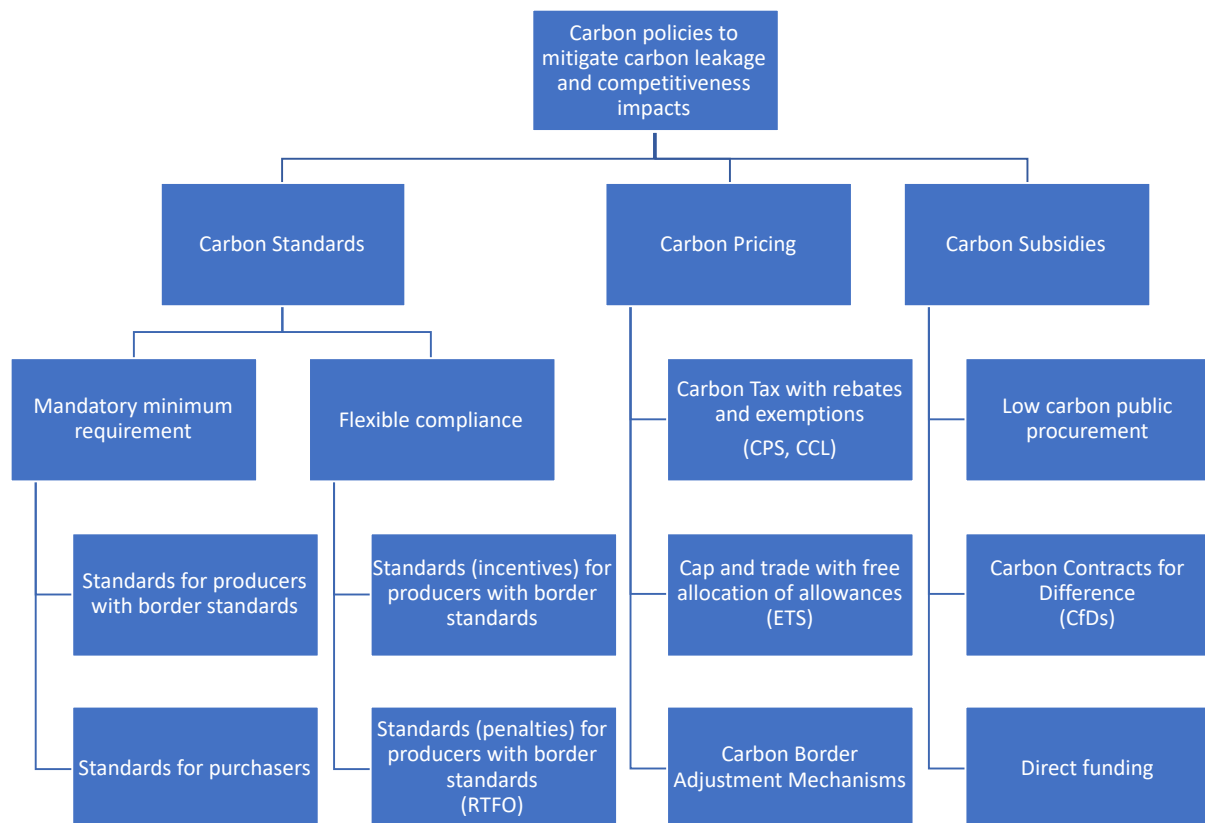 Carbon policies to
mitigate carbon leakage
and competitiveness
impacts
Carbon Standards
Carbon Pricing
Carbon Subsidies
Mandatory minimum
requirement
Flexible compliance
Carbon Tax with rebates
and exemptions
(CPS, CCL)
Low carbon public
procurement
Standards for producers
with border standards
Standards (incentives) for
producers with border
standards
Cap and trade with free
allocation of allowances
(ETS)
Carbon Contracts for
Difference
(CfDs)
Standards for purchasers
Standards (penalties) for
producers with border
standards
(RTFO)
Carbon Border
Adjustment Mechanisms
Direct funding